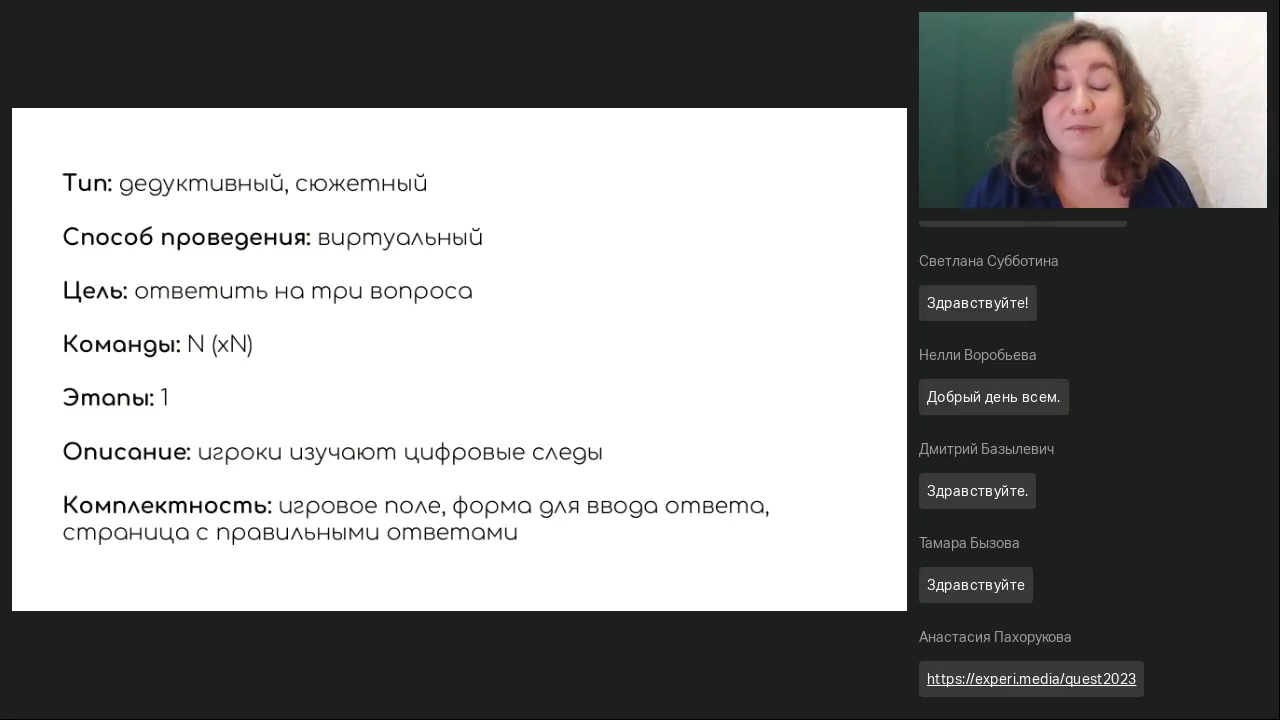 Тип: дедуктивный, сюжетный
Способ проведения: виртуальный
Цель: ответить на три вопроса
Команды: N (xN)
Этапы: 1
Описание: игроки изучают цифровые следы
Комплектность: игровое поле, форма для ввода ответа,
страница с правильными ответами
Светлана Субботина
Здравствуйте!
Нелли Воробьева
Добрый день всем.
Дмитрий Базылевич
Здравствуйте.
Тамара Бызова
Здравствуйте
Анастасия Пахорукова
https://experi.media/quest2023